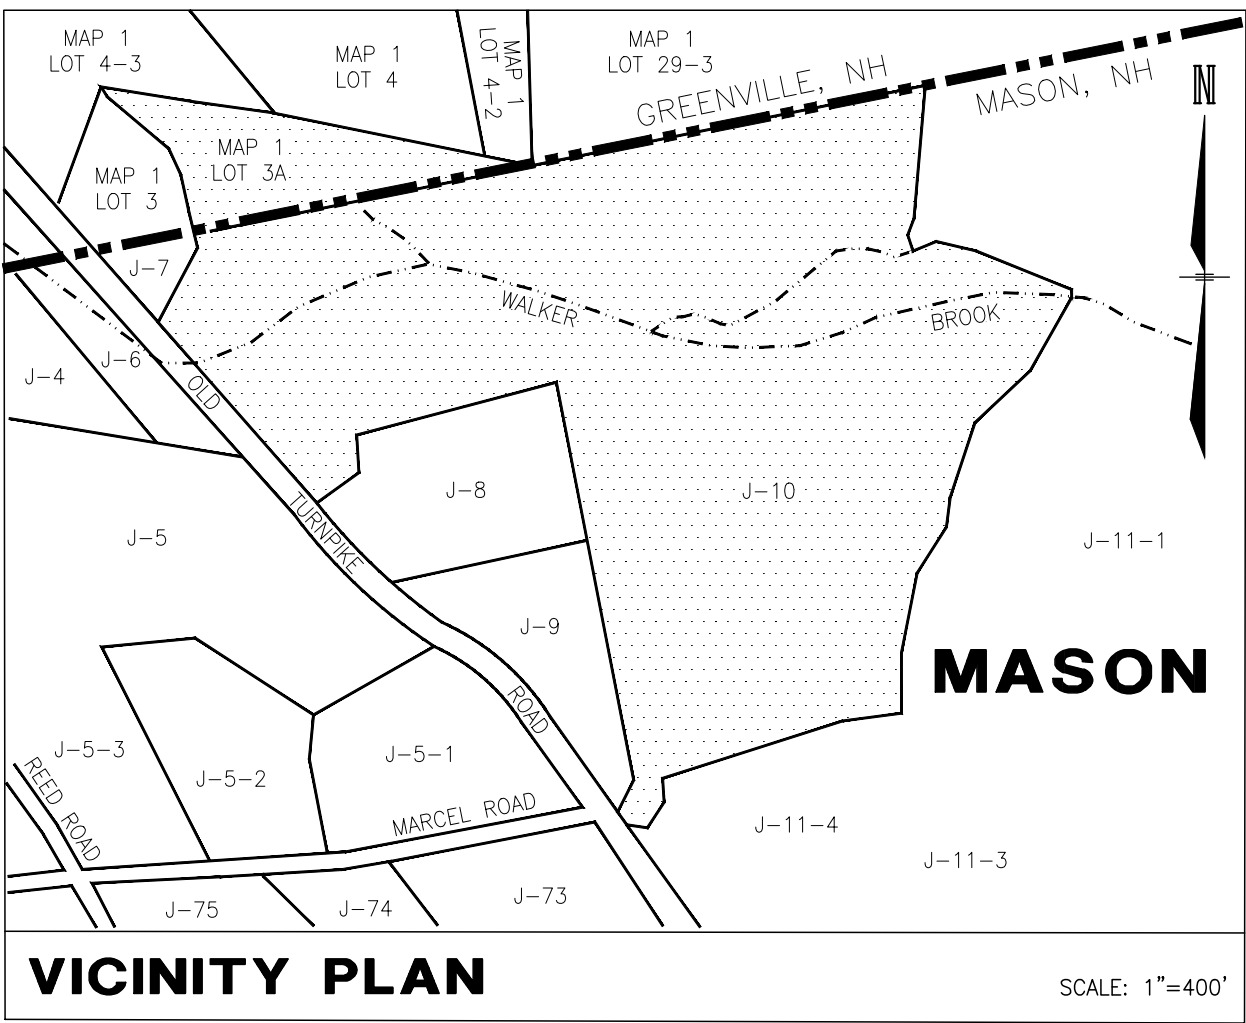 MAP 1
LOT 4-3
MAP 1
LOT 4
MAP 1
LOT 4-2
MAP 1
LOT 29-3
GREENVILLE, NH
MASON, NH
N
MAP 1
LOT 3A
MAP 1
LOT 3
J-7
WALKER
BROOK
J-6
J-4
OLD
TURNPIKE
ROAD
J-8
J-10
J-5
J-11-1
J-9
MASON
J-5-3
J-5-2
J-5-1
REED ROAD
MARCEL ROAD
J-11-4
J-11-3
J-75
J-74
J-73
VICINITY PLAN
SCALE: 1"=400'